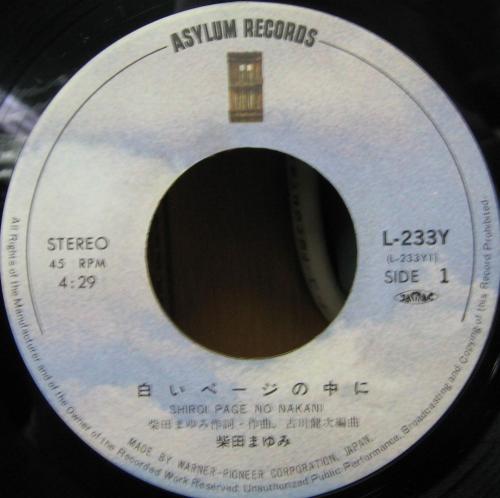 ASYLUM RECORDS
STEREO
45 RPM
4:29
L-233Y
(L-233Y1)
SIDE 1
白いページの中に
SHIROI PAGE NO NAKANI
柴田まゆみ作詞・作曲、古川健次編曲
柴田まゆみ
MADE BY WARNER-PIONEER CORPORATION, JAPAN.
All Rights of the Manufacturer and of the Owner of the Recorded Work Reserved. Unauthorized Public Performance, Broadcasting and Copying of this Record Prohibited.